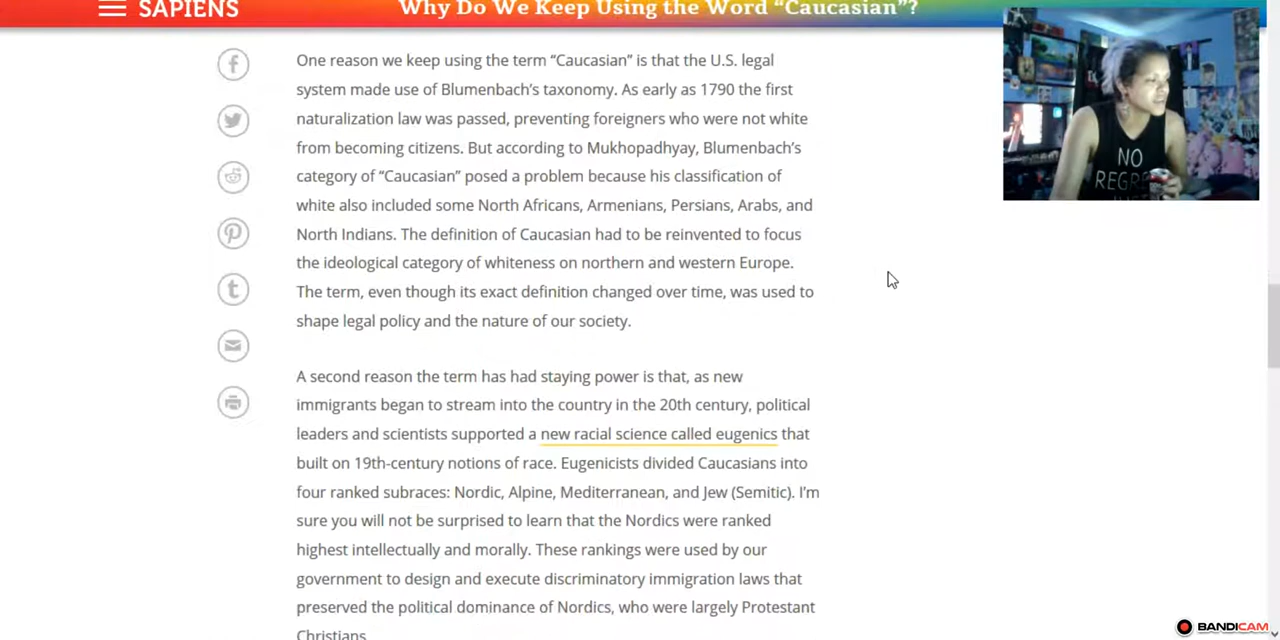 SAPIENS
Why Do We Keep Using the Word “Caucasian”?
One reason we keep using the term “Caucasian” is that the U.S. legal
system made use of Blumenbach’s taxonomy. As early as 1790 the first
naturalization law was passed, preventing foreigners who were not white
from becoming citizens. But according to Mukhopadhyay, Blumenbach’s
category of “Caucasian” posed a problem because his classification of
white also included some North Africans, Armenians, Persians, Arabs, and
North Indians. The definition of Caucasian had to be reinvented to focus
the ideological category of whiteness on northern and western Europe.
The term, even though its exact definition changed over time, was used to
shape legal policy and the nature of our society.
A second reason the term has had staying power is that, as new
immigrants began to stream into the country in the 20th century, political
leaders and scientists supported a new racial science called eugenics that
built on 19th-century notions of race. Eugenicists divided Caucasians into
four ranked subraces: Nordic, Alpine, Mediterranean, and Jew (Semitic). I’m
sure you will not be surprised to learn that the Nordics were ranked
highest intellectually and morally. These rankings were used by our
government to design and execute discriminatory immigration laws that
preserved the political dominance of Nordics, who were largely Protestant
Christians.
NO
REGR
BANDICAM